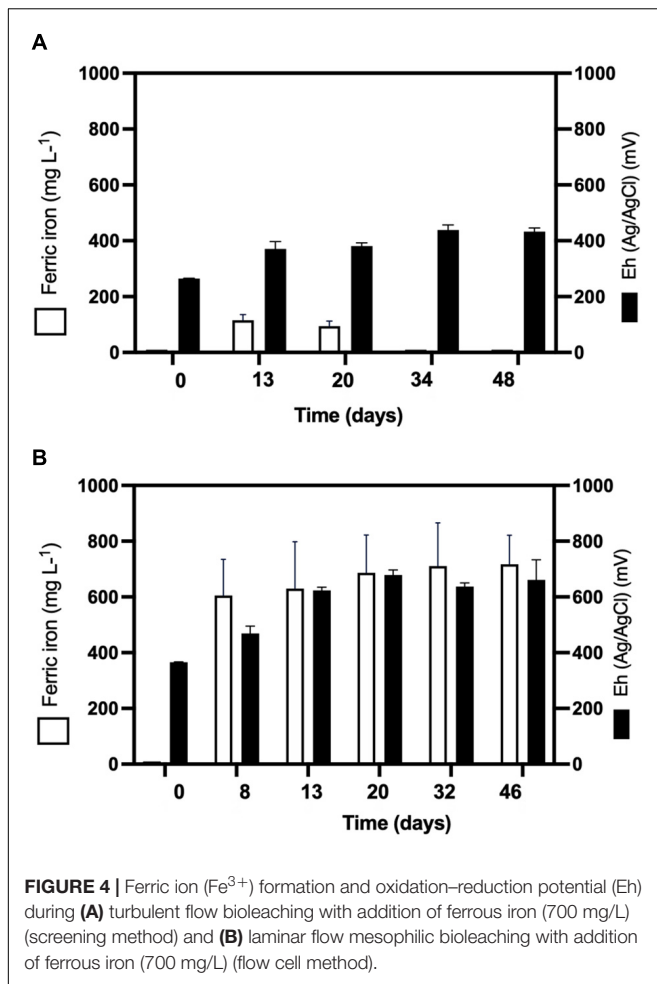 A
1000
800
600
400
200
0
Ferric iron (mg L-1)
1000
800
600
400
200
0
Eh (Ag/AgCl) (mV)
0 13 20 34 48
Time (days)
B
1000
800
600
400
200
0
Ferric iron (mg L-1)
1000
800
600
400
200
0
Eh (Ag/AgCl) (mV)
0 8 13 20 32 46
Time (days)
FIGURE 4 | Ferric ion (Fe3+) formation and oxidation–reduction potential (Eh)
during (A) turbulent flow bioleaching with addition of ferrous iron (700 mg/L)
(screening method) and (B) laminar flow mesophilic bioleaching with addition
of ferrous iron (700 mg/L) (flow cell method).